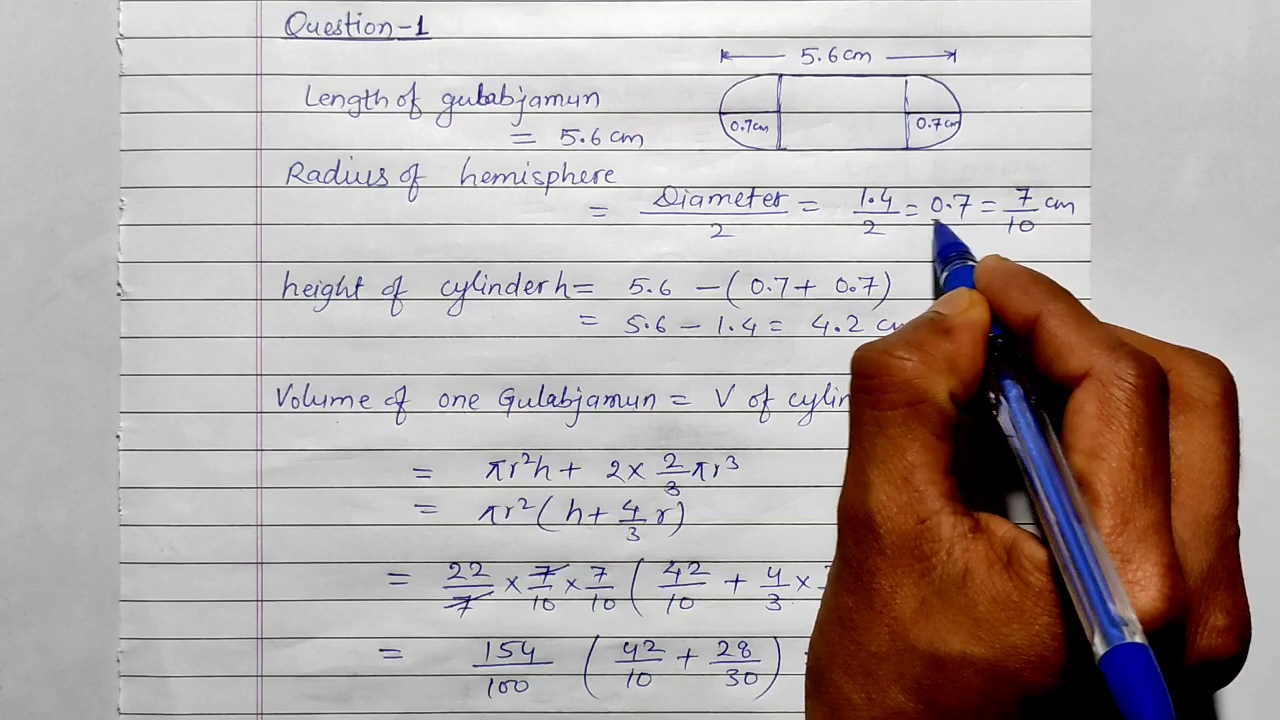 Question-1
5.6 cm
Length of gulabjamun
0.7cm 0.7cm
= 5.6 cm
Radius of hemisphere
= Diameter/2 = 1.4/2 = 0.7 = 7/10 cm
height of cylinder h = 5.6 - (0.7 + 0.7)
= 5.6 - 1.4 = 4.2
Volume of one Gulabjamun = V of
= πr²h + 2 × 2/3 πr³
= πr² (h + 4/3 r)
= 22/7 × 7/10 × 7/10 ( 42/10 + 4/3 ×
= 154/100 ( 42/10 + 28/30 )